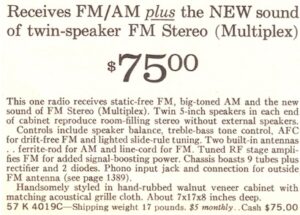 Receives FM/AM plus the NEW sound
of twin-speaker FM Stereo (Multiplex)
$75.00
This one radio receives static-free FM, big-toned AM and the new
sound of FM Stereo (Multiplex). Twin 5-inch speakers in each end
of cabinet reproduce room-filling stereo without external speakers.
Controls include speaker balance, treble-bass tone control, AFC
for drift-free FM and lighted slide-rule tuning. Two built-in antennas
. . ferrite-rod for AM and line-cord for FM. Tuned RF stage ampli-
fies FM for added signal-boosting power. Chassis boasts 9 tubes plus
rectifier and 2 diodes. Phono input jack and connection for outside
FM antenna (see page 1389).
Handsomely styled in hand-rubbed walnut veneer cabinet with
matching acoustical grille cloth. About 7x17x8 inches deep.
57 K 4019C—Shipping weight 17 pounds. $5 monthly . . Cash $75.00